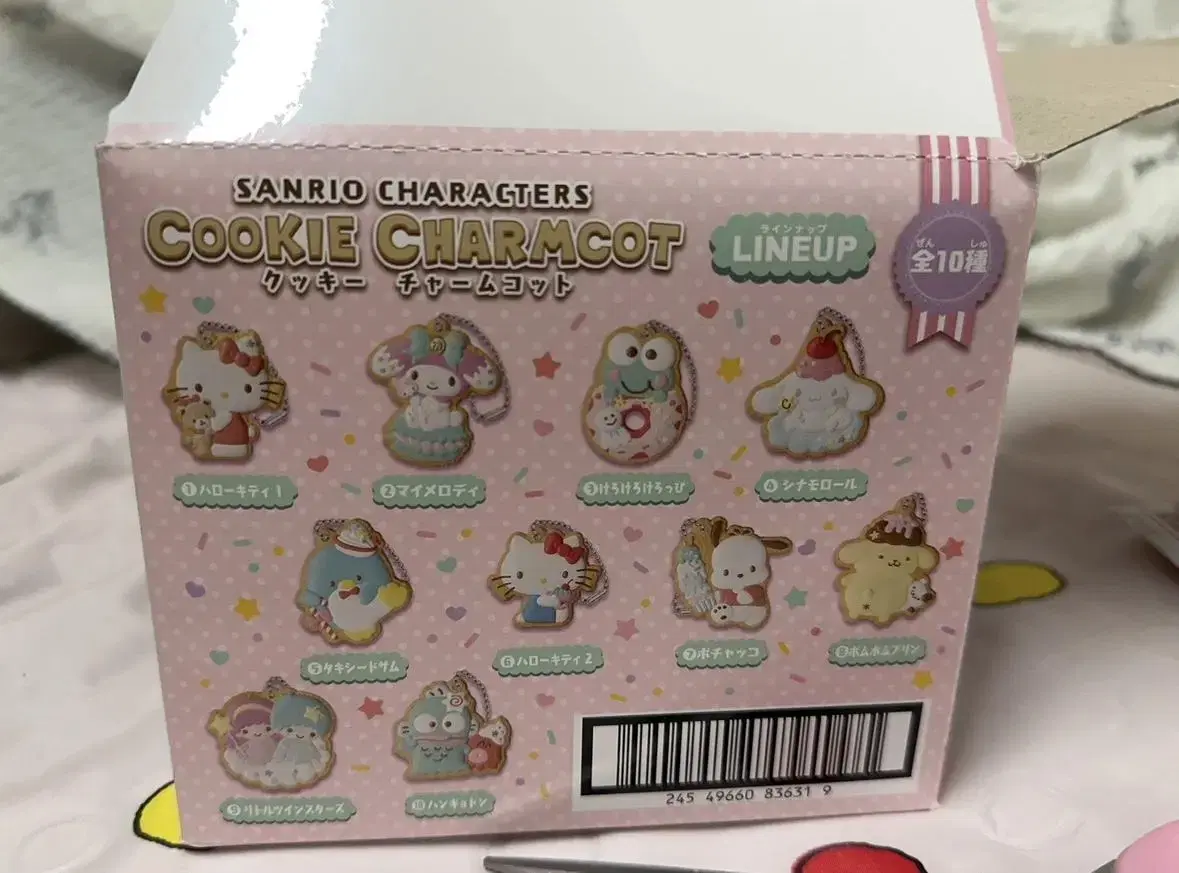 SANRIO CHARACTERS
COOKIE CHARMCOT
クッキー チャームコット
ラインナップ
LINEUP
ぜん しゅ
全10種
①ハローキティ1
②マイメロディ
③けろけろけろっぴ
④シナモロール
⑤タキシードサム
⑥ハローキティ2
⑦ポチャッコ
⑧ポムポムプリン
⑨リトルツインスターズ
⑩ハンギョドン
245 49660 83631 9